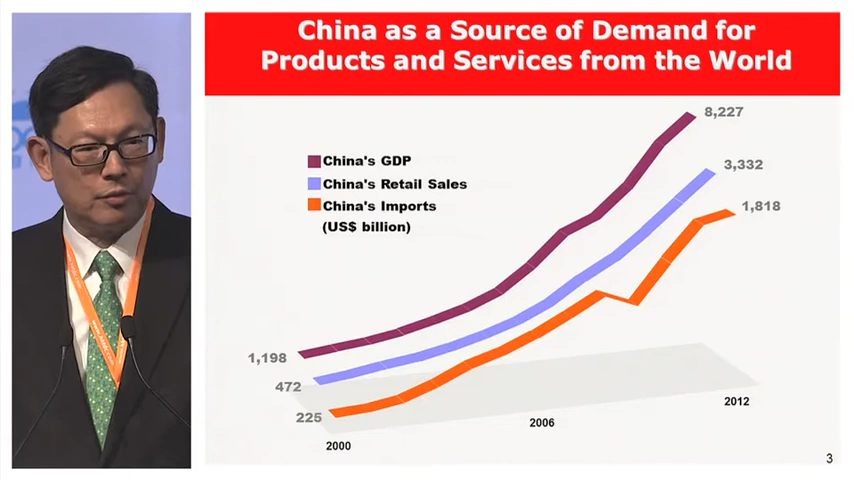 China as a Source of Demand for
Products and Services from the World
8,227
China's GDP
3,332
China's Retail Sales
China's Imports
1,818
(US$ billion)
1,198
472
225
2012
2006
2000
3